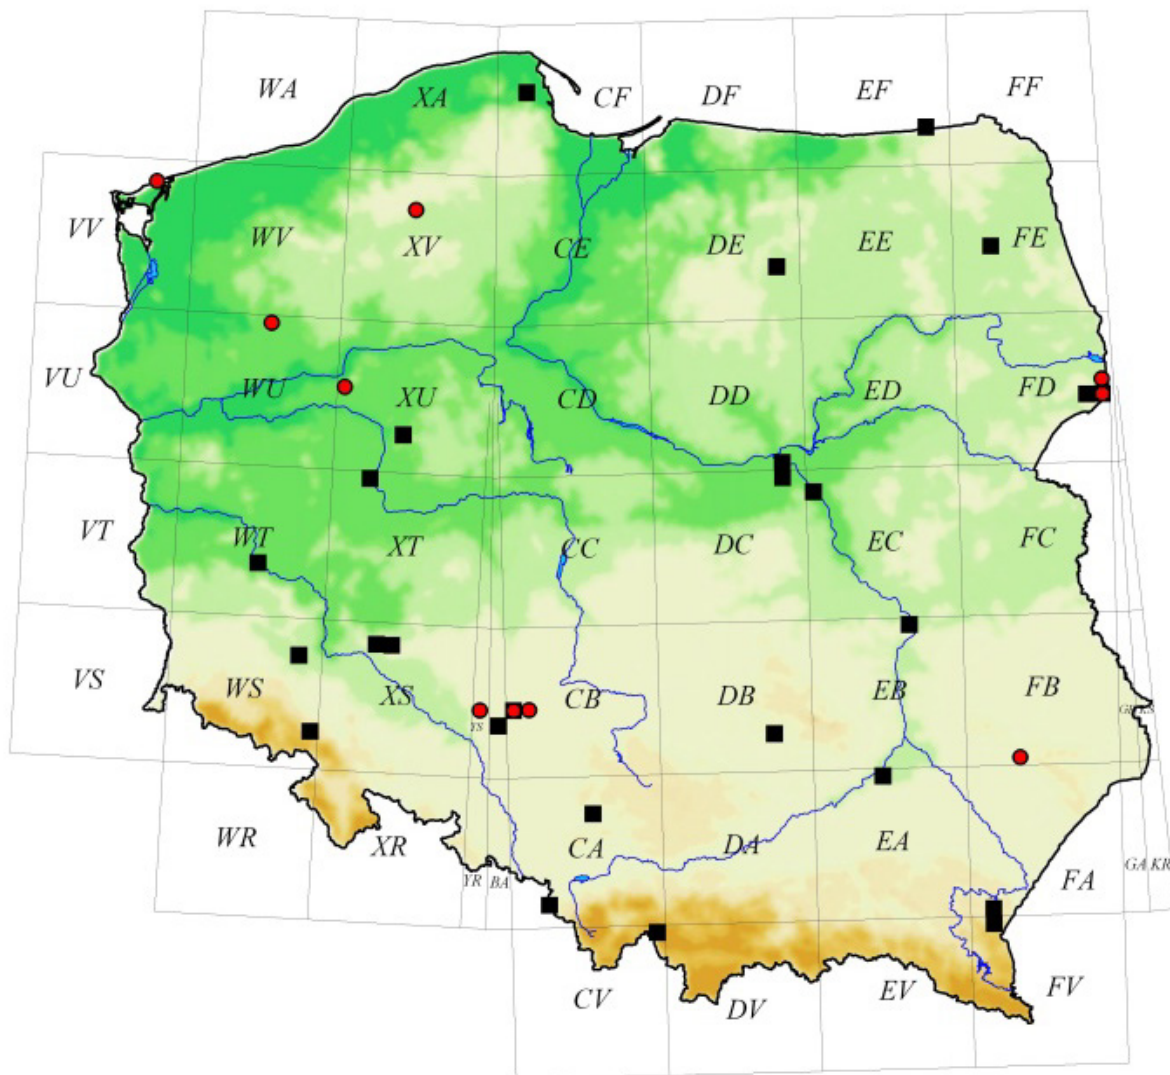 WA XA CF DF EF FF
VV WV XV CE DE EE FE
VU WU XU CD DD ED FD
VT WT XT CC DC EC FC
VS WS XS YS CB DB EB FB
WR XR YR BA CA DA EA FA GA KR
CV DV EV FV